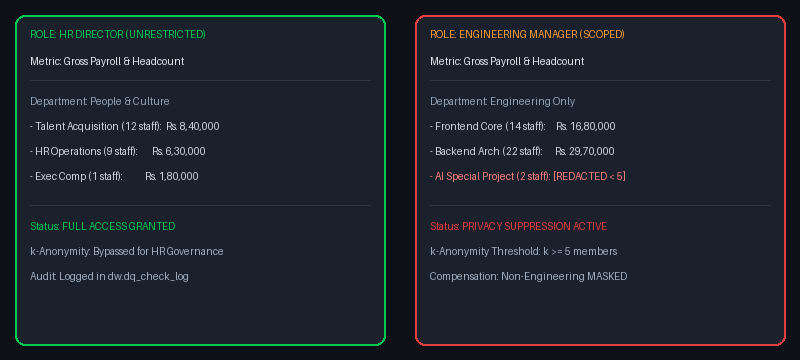 ROLE: HR DIRECTOR (UNRESTRICTED)
Metric: Gross Payroll & Headcount
Department: People & Culture
- Talent Acquisition (12 staff): Rs. 8,40,000
- HR Operations (9 staff): Rs. 6,30,000
- Exec Comp (1 staff): Rs. 1,80,000
Status: FULL ACCESS GRANTED
k-Anonymity: Bypassed for HR Governance
Audit: Logged in dw.dq_check_log
ROLE: ENGINEERING MANAGER (SCOPED)
Metric: Gross Payroll & Headcount
Department: Engineering Only
- Frontend Core (14 staff): Rs. 16,80,000
- Backend Arch (22 staff): Rs. 29,70,000
- AI Special Project (2 staff): [REDACTED < 5]
Status: PRIVACY SUPPRESSION ACTIVE
k-Anonymity Threshold: k >= 5 members
Compensation: Non-Engineering MASKED